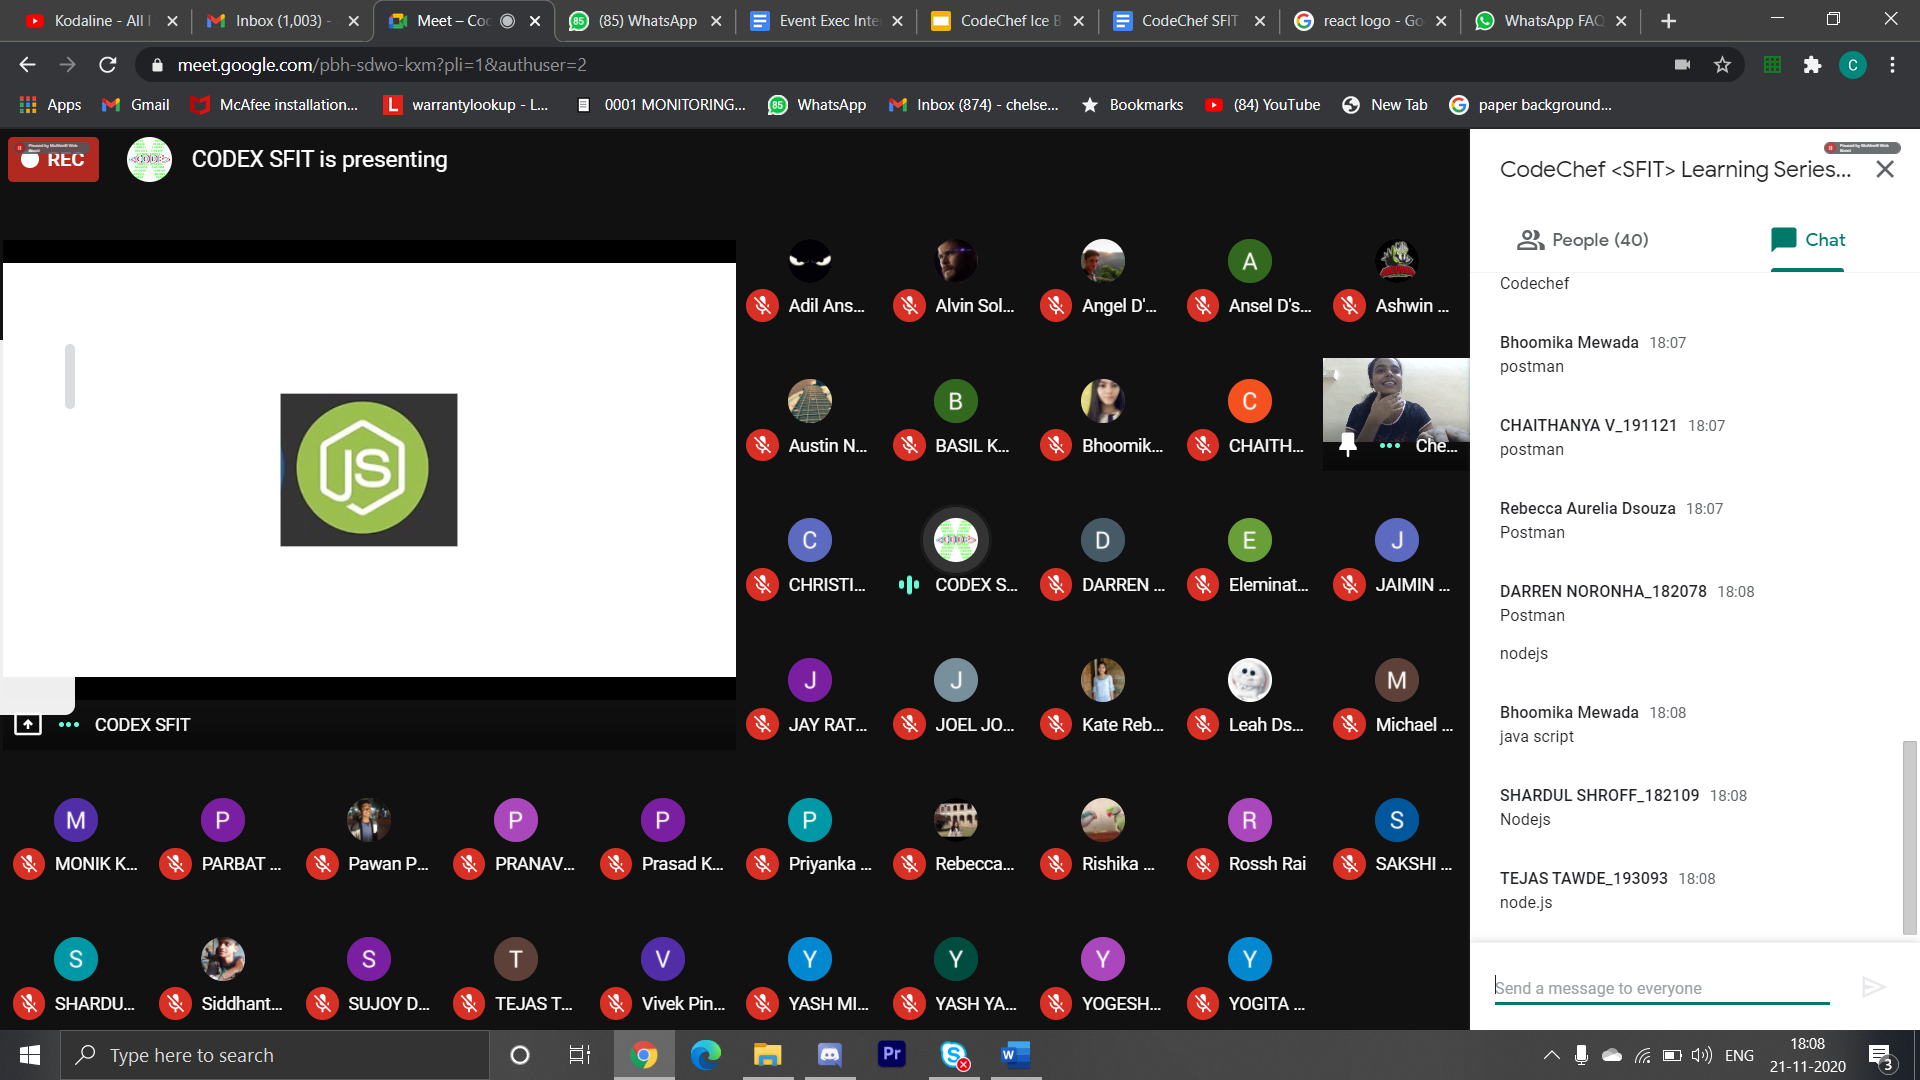 Kodaline - All I
Inbox (1,003) -
Meet – Coc
(85) WhatsApp
Event Exec Inte
CodeChef Ice B
CodeChef SFIT
react logo - Go
WhatsApp FAQ
meet.google.com/pbh-sdwo-kxm?pli=1&authuser=2
C
Apps
Gmail
McAfee installation...
warrantylookup - L...
0001 MONITORING...
WhatsApp
Inbox (874) - chelse...
Bookmarks
(84) YouTube
New Tab
paper background...
REC
CODEX SFIT is presenting
JS
CODEX SFIT
Adil Ans...
Alvin Sol...
Angel D'...
A
Ansel D's...
Ashwin ...
Austin N...
B
BASIL K...
Bhoomik...
C
CHAITH...
Che...
C
CHRISTI...
CODEX S...
D
DARREN ...
E
Eleminat...
J
JAIMIN ...
J
JAY RAT...
J
JOEL JO...
Kate Reb...
Leah Ds...
M
Michael ...
M
MONIK K...
P
PARBAT ...
Pawan P...
P
PRANAV...
P
Prasad K...
P
Priyanka ...
Rebecca...
Rishika ...
R
Rossh Rai
S
SAKSHI ...
S
SHARDU...
Siddhant...
S
SUJOY D...
T
TEJAS T...
V
Vivek Pin...
Y
YASH MI...
Y
YASH YA...
Y
YOGESH...
Y
YOGITA ...
CodeChef <SFIT> Learning Series...
People (40)
Chat
Codechef
Bhoomika Mewada 18:07
postman
CHAITHANYA V_191121 18:07
postman
Rebecca Aurelia Dsouza 18:07
Postman
DARREN NORONHA_182078 18:08
Postman
nodejs
Bhoomika Mewada 18:08
java script
SHARDUL SHROFF_182109 18:08
Nodejs
TEJAS TAWDE_193093 18:08
node.js
Send a message to everyone
Type here to search
Pr
ENG
18:08
21-11-2020
3